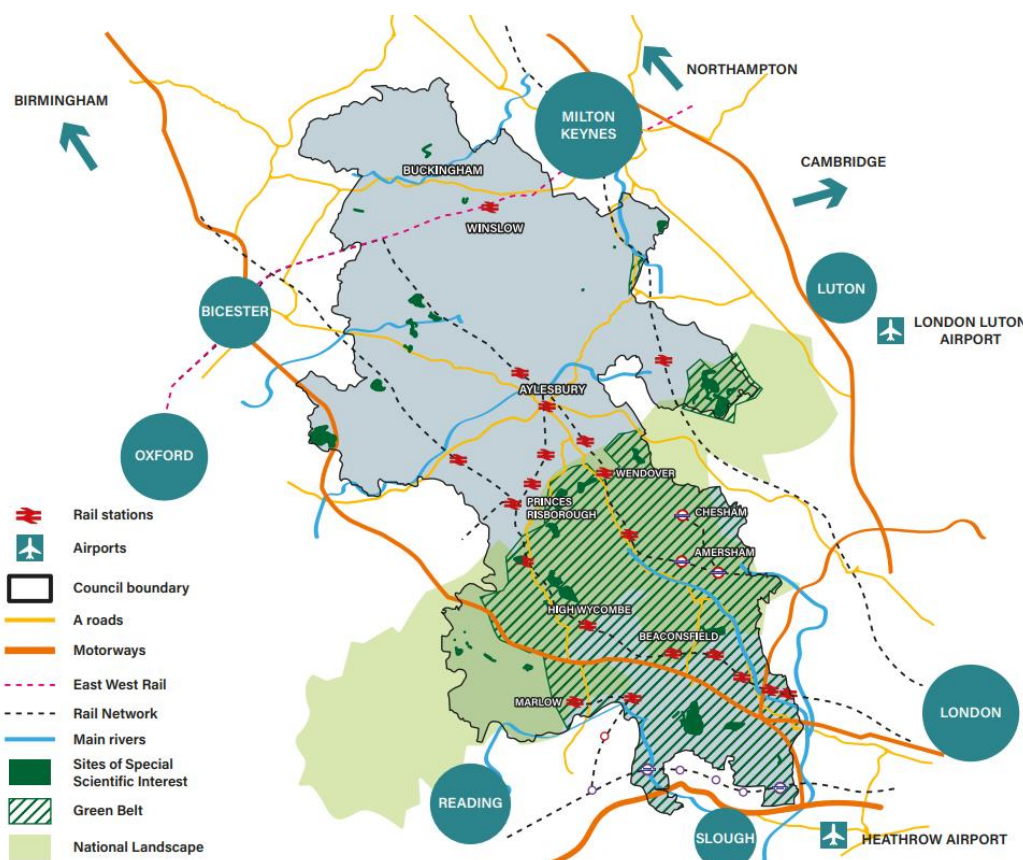 NORTHAMPTON
BIRMINGHAM
MILTON
KEYNES
CAMBRIDGE
BUCKINGHAM
WINSLOW
LUTON
BICESTER
LONDON LUTON
AIRPORT
AYLESBURY
OXFORD
WENDOVER
PRINCES
RISBOROUGH
CHESHAM
AMERSHAM
HIGH WYCOMBE
BEACONSFIELD
MARLOW
LONDON
READING
SLOUGH
HEATHROW AIRPORT
Rail stations
Airports
Council boundary
A roads
Motorways
East West Rail
Rail Network
Main rivers
Sites of Special
Scientific Interest
Green Belt
National Landscape